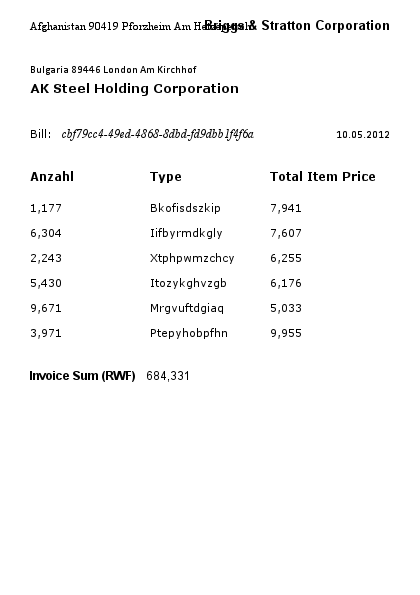 Afghanistan 90419 Pforzheim Am Briggs & Stratton Corporation
Bulgaria 89446 London Am Kirchhof
AK Steel Holding Corporation
Bill: cbf79cc4-49ed-4868-8dbd-fd9dbb1f4f6a 10.05.2012
Anzahl Type Total Item Price
1,177 Bkofisdszkip 7,941
6,304 Iifbyrmdkgly 7,607
2,243 Xtphpwmzchcy 6,255
5,430 Itozykghvzgb 6,176
9,671 Mrgvuftdgiaq 5,033
3,971 Ptepyhobpfhn 9,955
Invoice Sum (RWF) 684,331